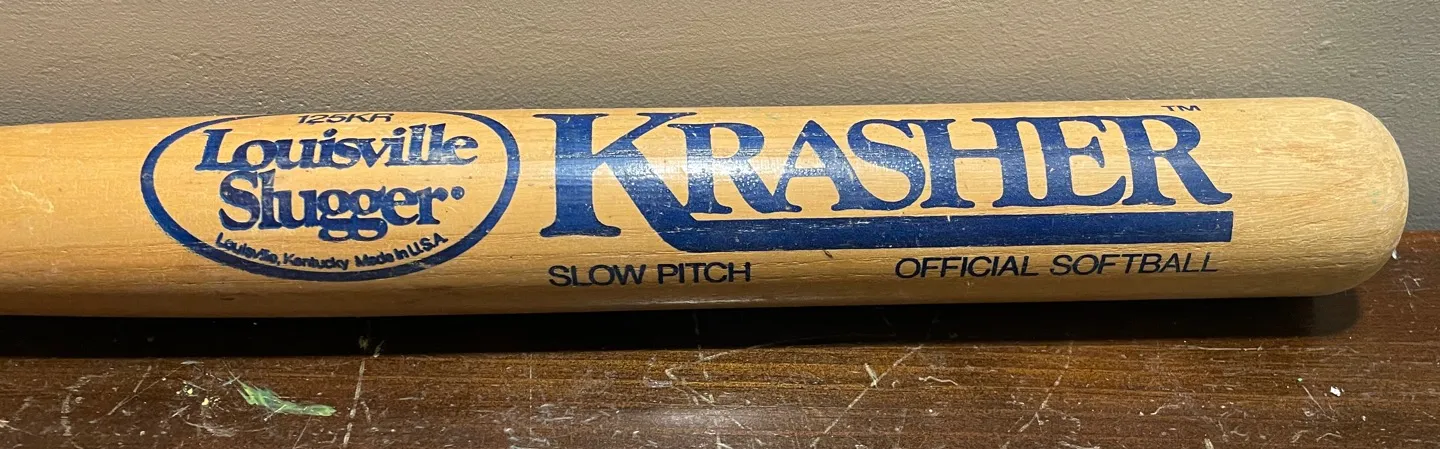 125KR
Louisville
Slugger®
Louisville, Kentucky Made in U.S.A.
KRASHER™
SLOW PITCH OFFICIAL SOFTBALL